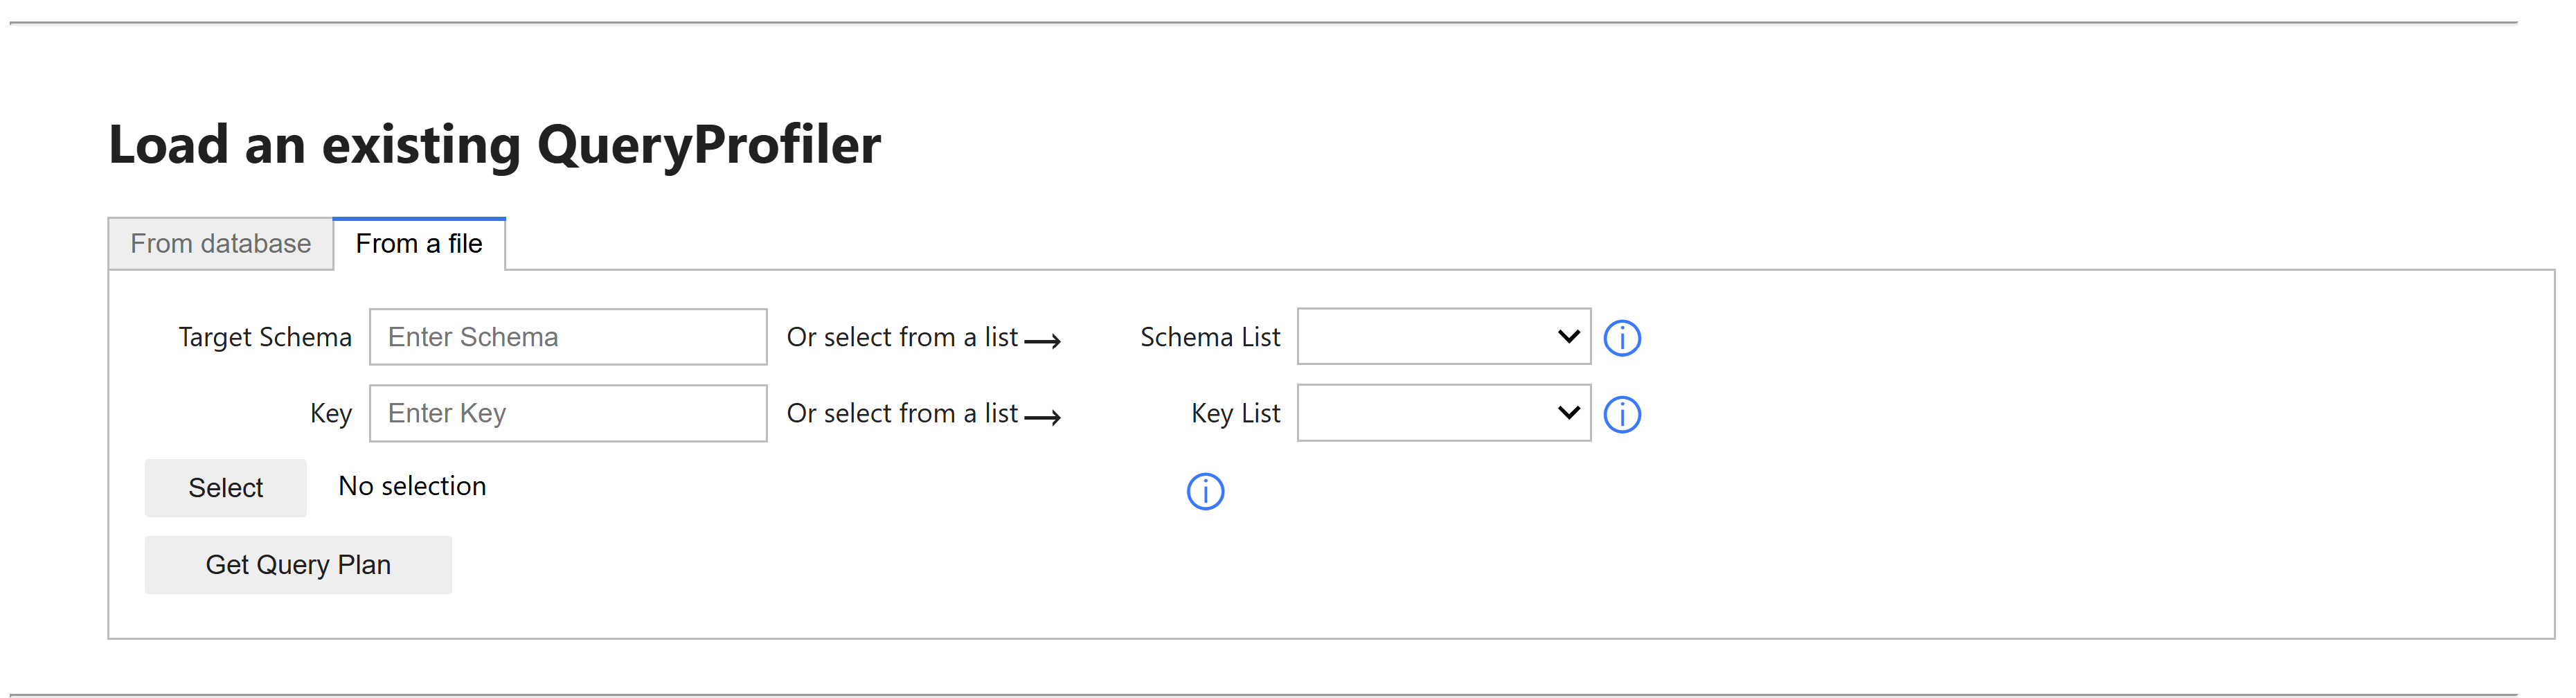 Load an existing QueryProfiler
From database From a file
Target Schema Enter Schema Or select from a list Schema List
Key Enter Key Or select from a list Key List
Select No selection
Get Query Plan